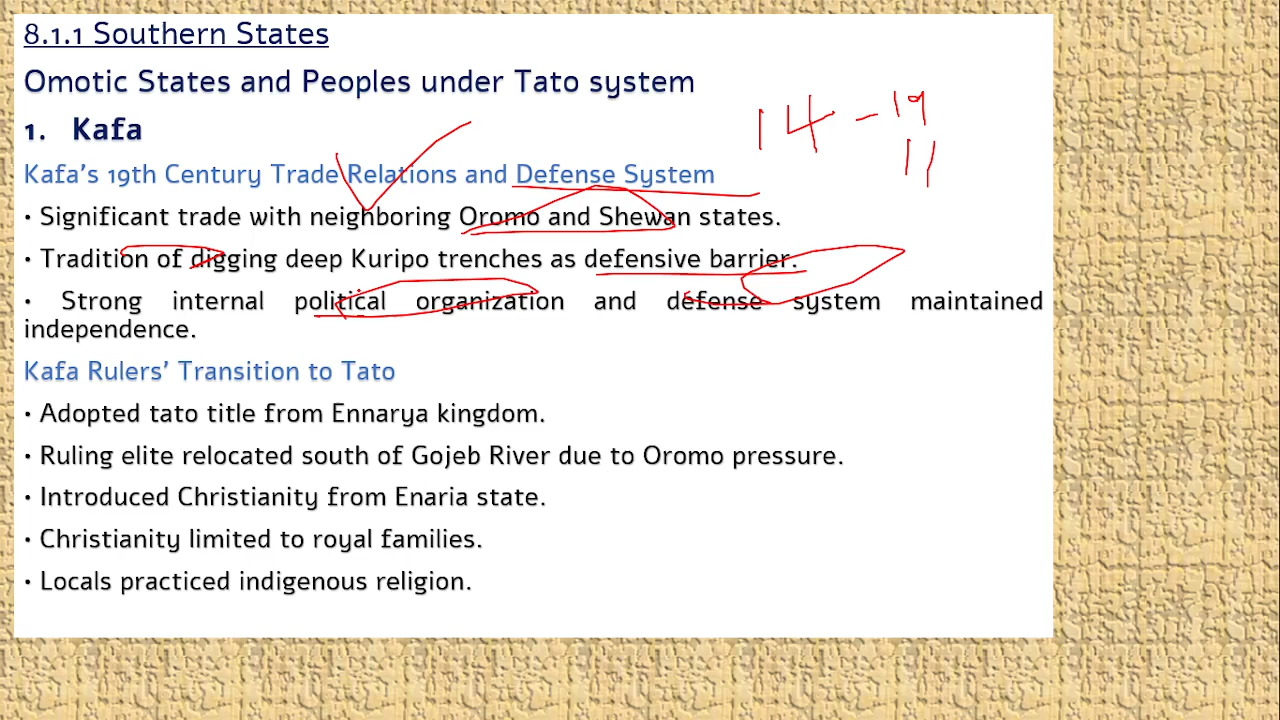 8.1.1 Southern States
Omotic States and Peoples under Tato system
14 - 19
11
1. Kafa
Kafa's 19th Century Trade Relations and Defense System
• Significant trade with neighboring Oromo and Shewan states.
• Tradition of digging deep Kuripo trenches as defensive barrier.
• Strong internal political organization and defense system maintained
independence.
Kafa Rulers' Transition to Tato
• Adopted tato title from Ennarya kingdom.
• Ruling elite relocated south of Gojeb River due to Oromo pressure.
• Introduced Christianity from Enaria state.
• Christianity limited to royal families.
• Locals practiced indigenous religion.